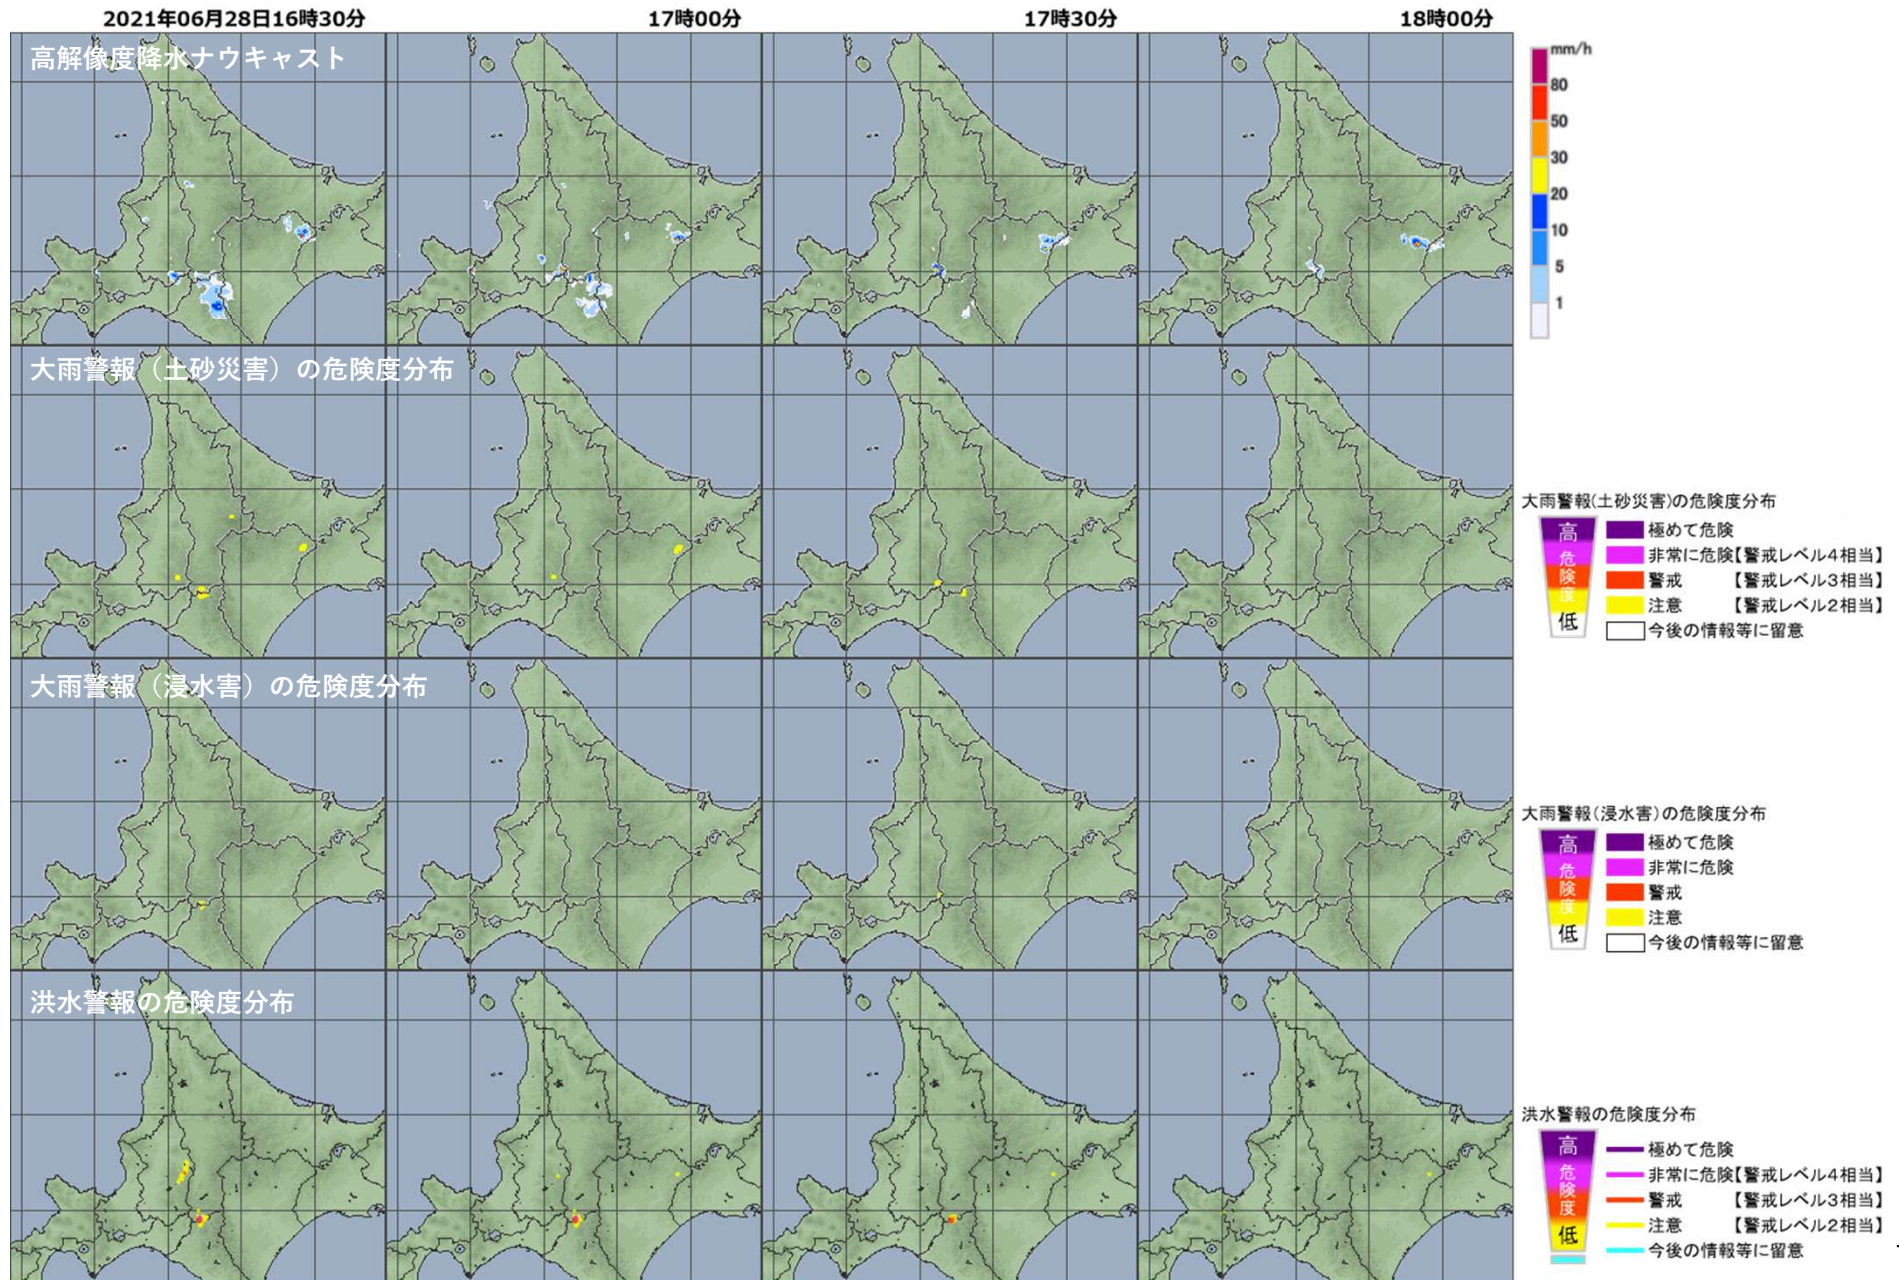 2021年06月28日16時30分
17時00分
17時30分
18時00分
高解像度降水ナウキャスト
mm/h
80
50
30
20
10
5
1
大雨警報（土砂災害）の危険度分布
大雨警報(土砂災害)の危険度分布
高
危
険
度
低
極めて危険
非常に危険【警戒レベル4相当】
警戒 【警戒レベル3相当】
注意 【警戒レベル2相当】
今後の情報等に留意
大雨警報（浸水害）の危険度分布
大雨警報(浸水害)の危険度分布
高
危
険
度
低
極めて危険
非常に危険
警戒
注意
今後の情報等に留意
洪水警報の危険度分布
洪水警報の危険度分布
高
危
険
度
低
極めて危険
非常に危険【警戒レベル4相当】
警戒 【警戒レベル3相当】
注意 【警戒レベル2相当】
今後の情報等に留意